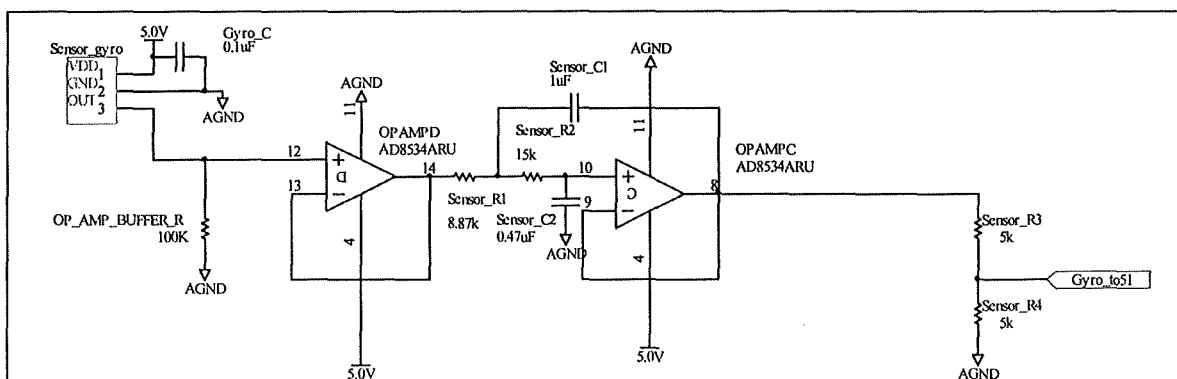 5.0V
Gyro_C
0.1uF
Sensor_gyro
VDD
1
GND
2
OUT
3
AGND
OP_AMP_BUFFER_R
100K
AGND
AGND
11
OPAMPD
AD8534ARU
12
13
14
+
D
-
4
5.0V
Sensor_R1
8.87k
Sensor_R2
15k
Sensor_C1
1uF
Sensor_C2
0.47uF
AGND
AGND
11
OPAMPC
AD8534ARU
10
9
8
+
C
-
4
5.0V
Sensor_R3
5k
Gyro_to51
Sensor_R4
5k
AGND